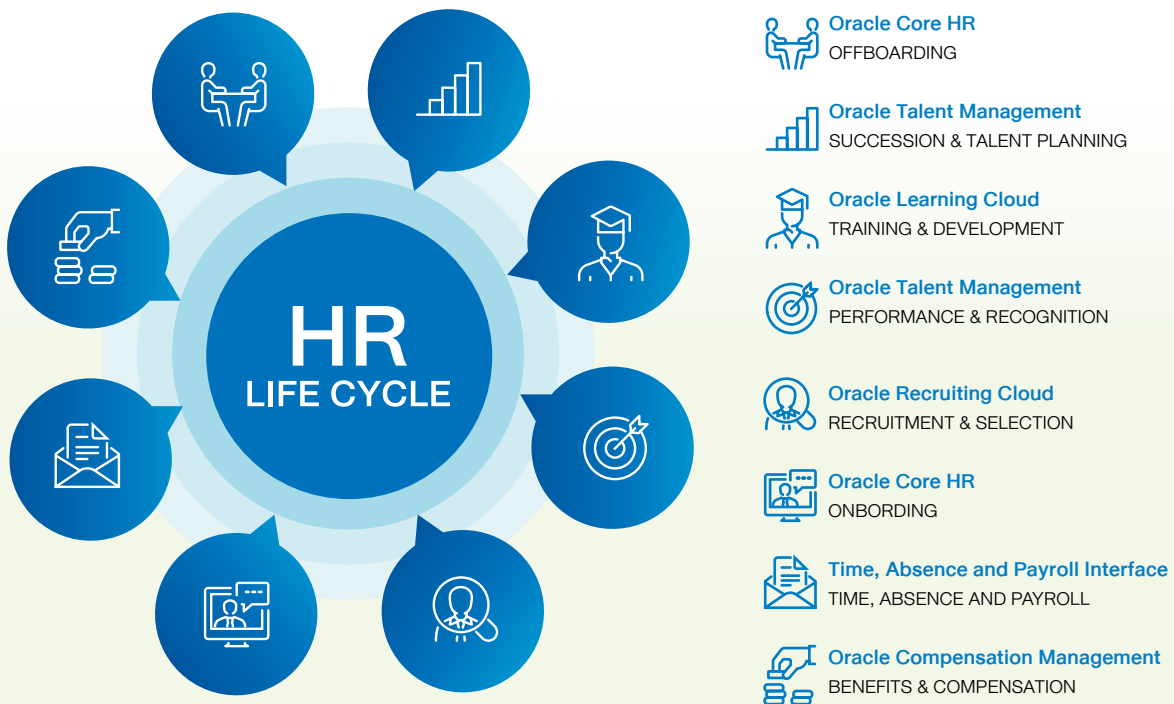 HR
LIFE CYCLE
Oracle Core HR
OFFBOARDING
Oracle Talent Management
SUCCESSION & TALENT PLANNING
Oracle Learning Cloud
TRAINING & DEVELOPMENT
Oracle Talent Management
PERFORMANCE & RECOGNITION
Oracle Recruiting Cloud
RECRUITMENT & SELECTION
Oracle Core HR
ONBORDING
Time, Absence and Payroll Interface
TIME, ABSENCE AND PAYROLL
Oracle Compensation Management
BENEFITS & COMPENSATION